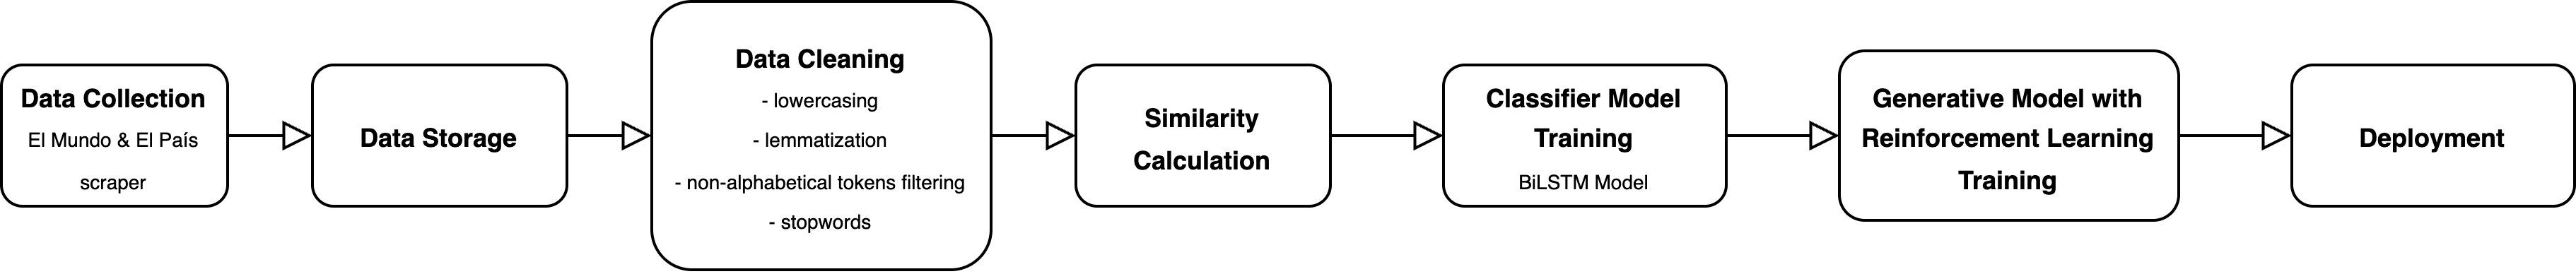 Data Collection
El Mundo & El País
scraper
Data Storage
Data Cleaning
- lowercasing
- lemmatization
- non-alphabetical tokens filtering
- stopwords
Similarity
Calculation
Classifier Model
Training
BiLSTM Model
Generative Model with
Reinforcement Learning
Training
Deployment